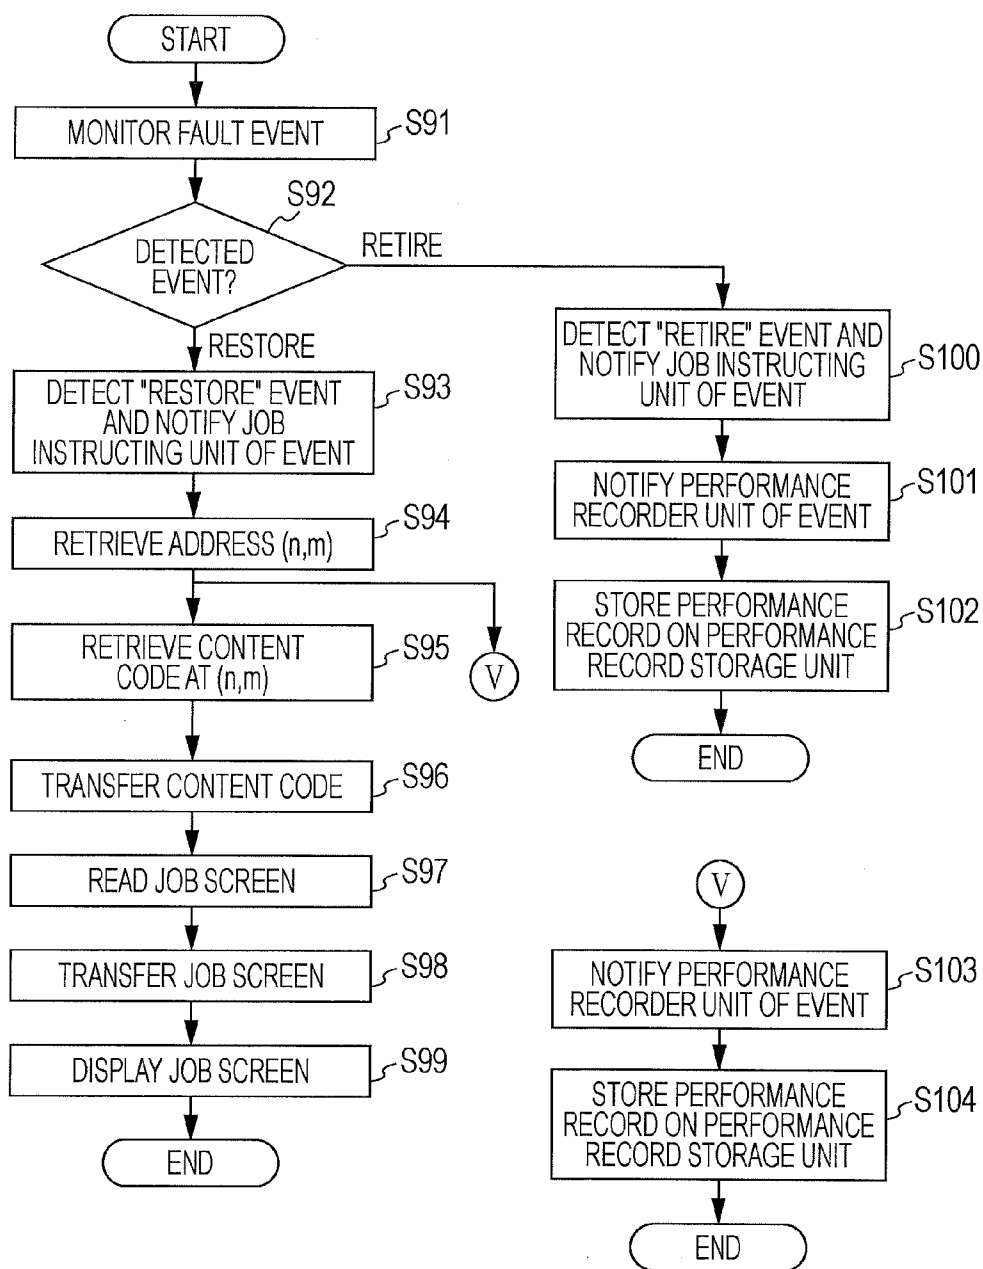 START
MONITOR FAULT EVENT
S91
S92
DETECTED
EVENT?
RETIRE
RESTORE
DETECT "RESTORE" EVENT
AND NOTIFY JOB
INSTRUCTING UNIT OF EVENT
S93
RETRIEVE ADDRESS (n,m)
S94
RETRIEVE CONTENT
CODE AT (n,m)
S95
V
TRANSFER CONTENT CODE
S96
READ JOB SCREEN
S97
TRANSFER JOB SCREEN
S98
DISPLAY JOB SCREEN
S99
END
DETECT "RETIRE" EVENT AND
NOTIFY JOB INSTRUCTING
UNIT OF EVENT
S100
NOTIFY PERFORMANCE
RECORDER UNIT OF EVENT
S101
STORE PERFORMANCE
RECORD ON PERFORMANCE
RECORD STORAGE UNIT
S102
END
V
NOTIFY PERFORMANCE
RECORDER UNIT OF EVENT
S103
STORE PERFORMANCE
RECORD ON PERFORMANCE
RECORD STORAGE UNIT
S104
END